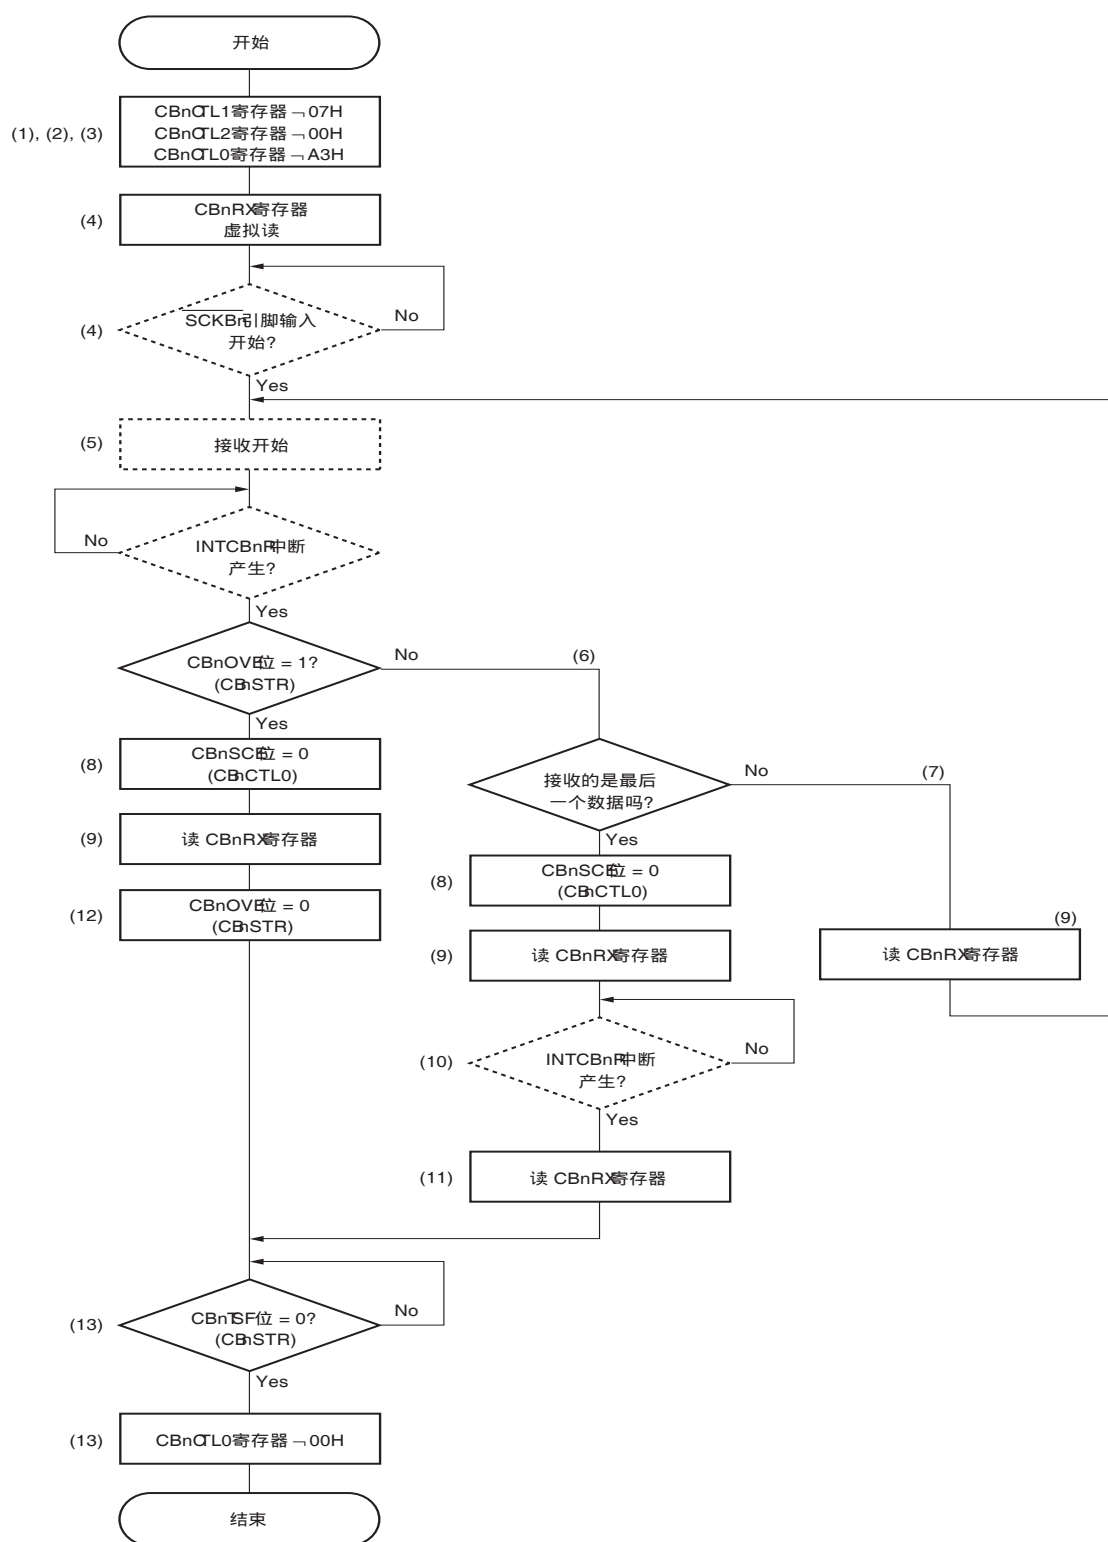 开始
(1), (2), (3)
CBnCTL1寄存器 ¬ 07H
CBnCTL2寄存器 ¬ 00H
CBnCTL0寄存器 ¬ A3H
(4)
CBnRX寄存器
虚拟读
(4)
SCKBn引脚输入
开始?
No
Yes
(5)
接收开始
No
INTCBnR中断
产生?
Yes
CBnOVE位 = 1?
(CBnSTR)
No
(6)
Yes
(8)
CBnSCE位 = 0
(CBnCTL0)
接收的是最后
一个数据吗?
No
(7)
Yes
(9)
读 CBnRX寄存器
(8)
CBnSCE位 = 0
(CBnCTL0)
(12)
CBnOVE位 = 0
(CBnSTR)
(9)
读 CBnRX寄存器
(9)
读 CBnRX寄存器
(10)
INTCBnR中断
产生?
No
Yes
(11)
读 CBnRX寄存器
(13)
CBnTSF位 = 0?
(CBnSTR)
No
Yes
(13)
CBnCTL0寄存器 ¬ 00H
结束